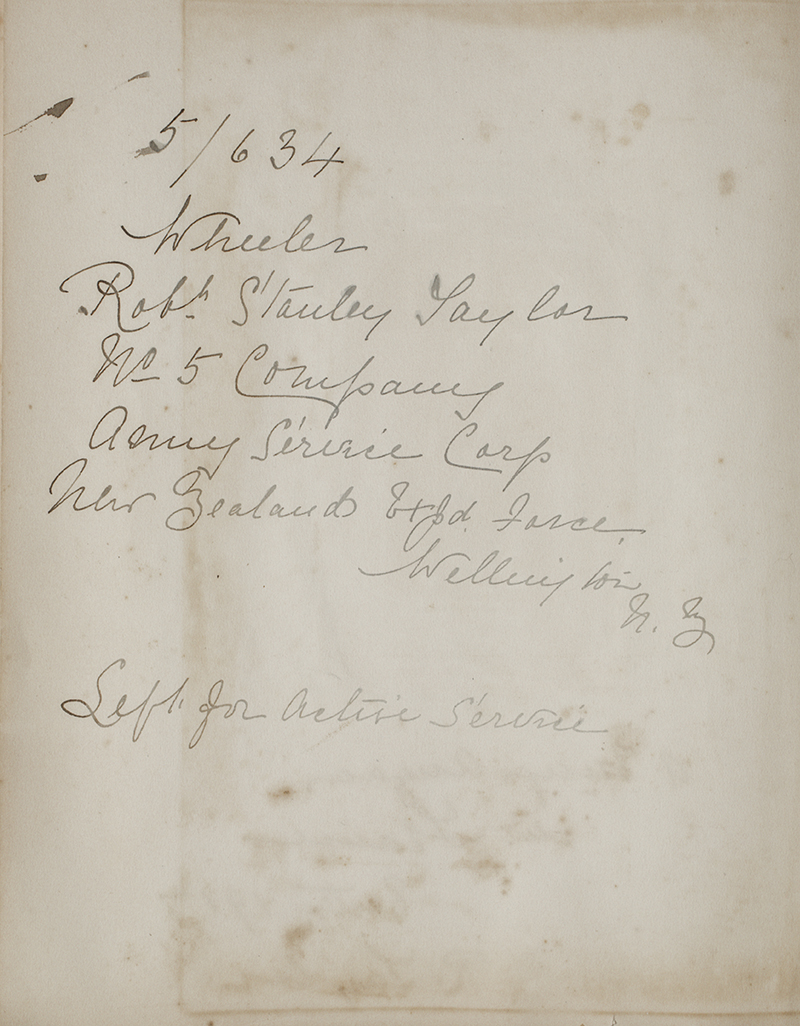 5/634
Wheeler
Robt. Stanley Taylor
No 5 Company
Army Service Corp
New Zealand Expd. Force.
Wellington
N. Z
Left for Active Service